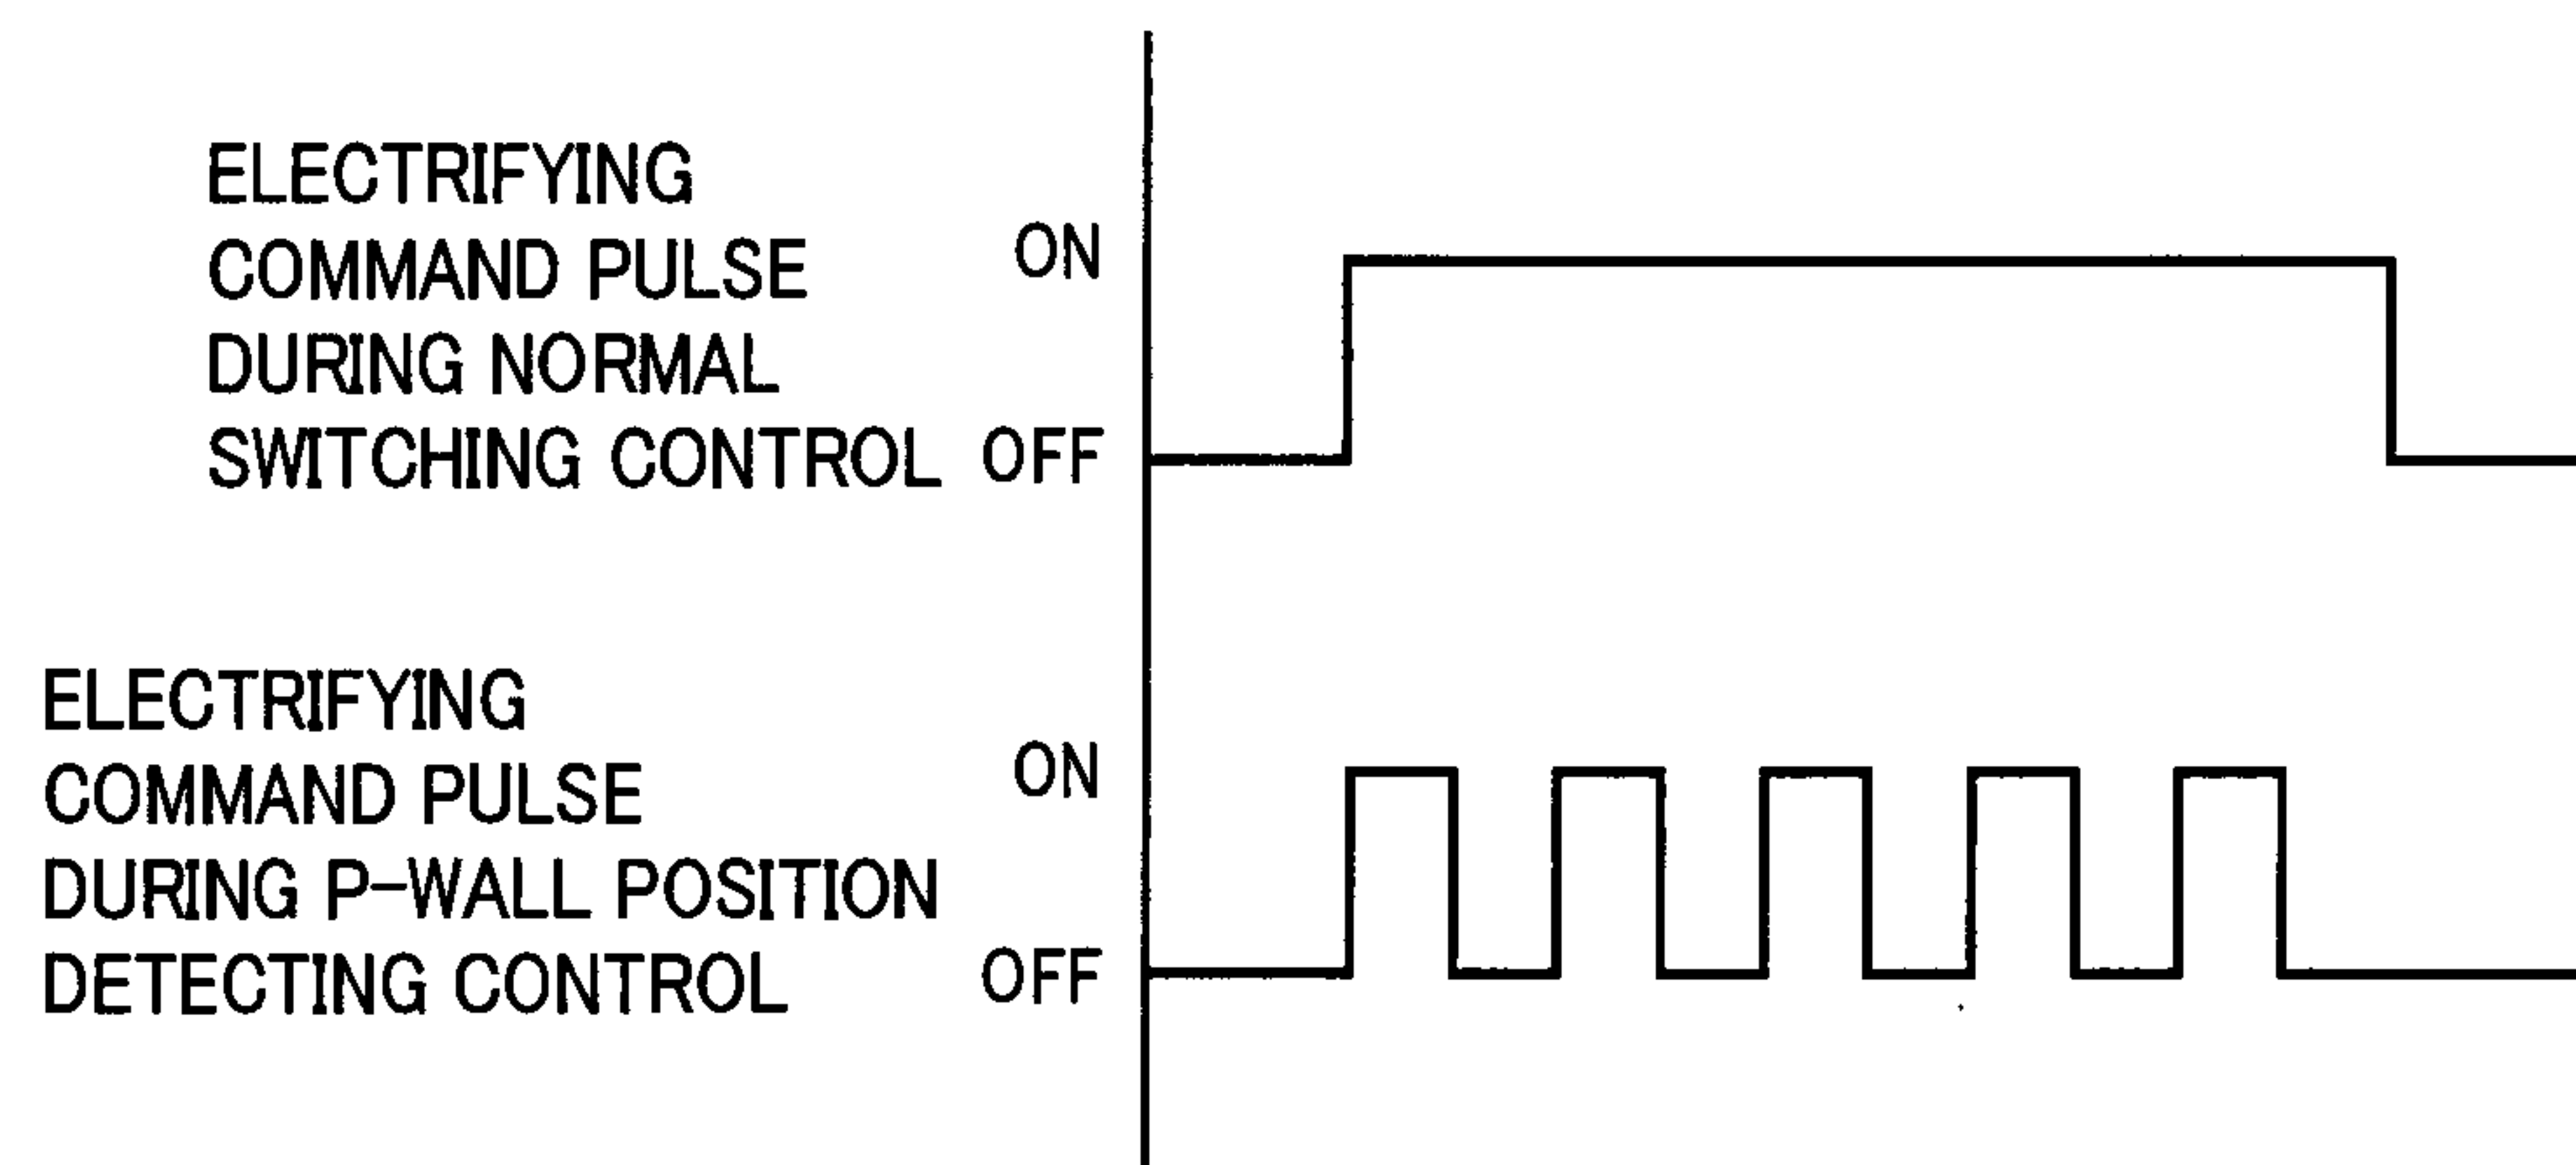 ELECTRIFYING
COMMAND PULSE
DURING NORMAL
SWITCHING CONTROL
ON
OFF
ELECTRIFYING
COMMAND PULSE
DURING P-WALL POSITION
DETECTING CONTROL
ON
OFF